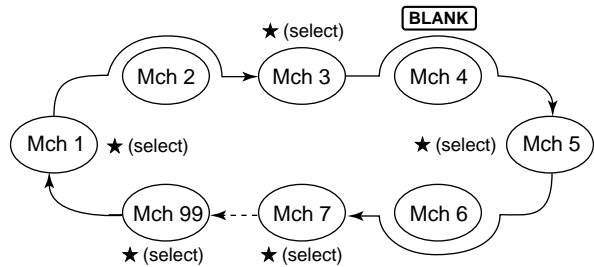 ★ (select)
BLANK
Mch 2
Mch 3
Mch 4
Mch 1
★ (select)
★ (select)
Mch 5
Mch 99
Mch 7
Mch 6
★ (select)
★ (select)